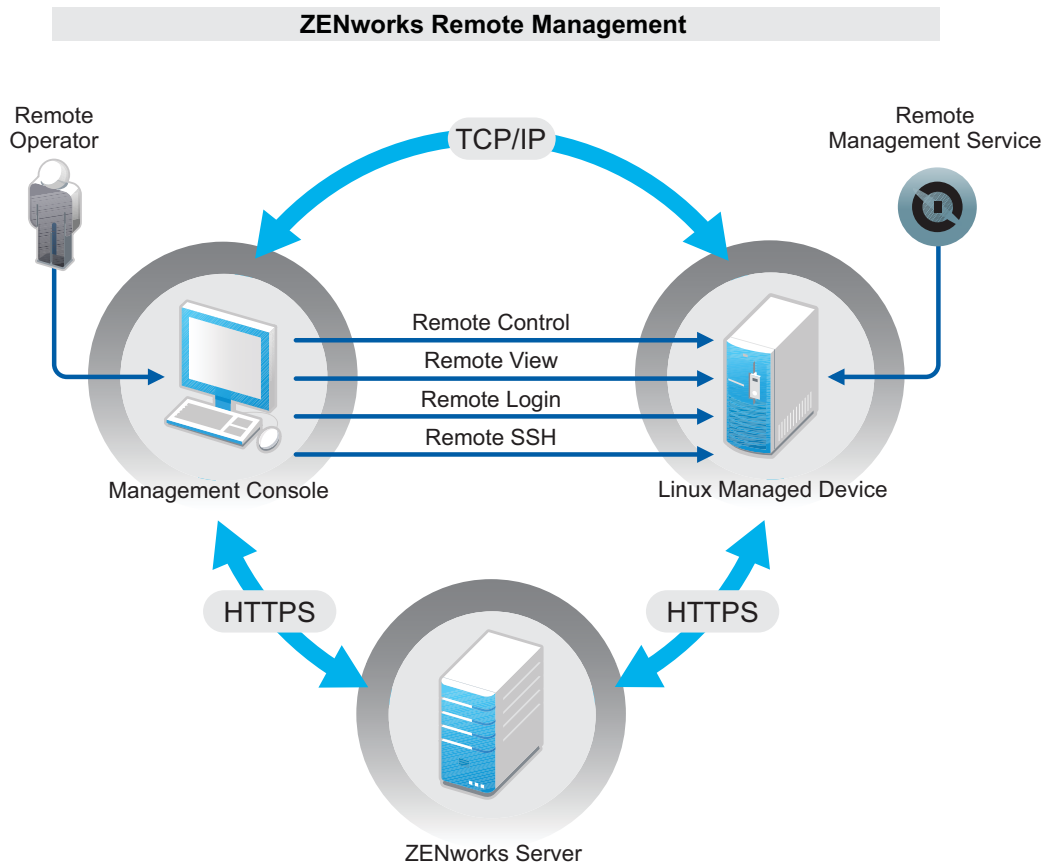 ZENworks Remote Management
Remote
Operator
TCP/IP
Remote
Management Service
Remote Control
Remote View
Remote Login
Remote SSH
Management Console
Linux Managed Device
HTTPS
HTTPS
ZENworks Server